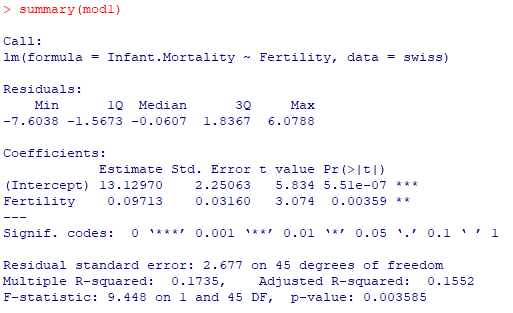 > summary(mod1)
Call:
lm(formula = Infant.Mortality ~ Fertility, data = swiss)
Residuals:
    Min      1Q  Median      3Q     Max
-7.6038 -1.5673 -0.0607  1.8367  6.0788
Coefficients:
            Estimate Std. Error t value Pr(>|t|)
(Intercept) 13.12970    2.25063   5.834 5.51e-07 ***
Fertility    0.09713    0.03160   3.074  0.00359 **
---
Signif. codes:  0 ‘***’ 0.001 ‘**’ 0.01 ‘*’ 0.05 ‘.’ 0.1 ‘ ’ 1
Residual standard error: 2.677 on 45 degrees of freedom
Multiple R-squared:  0.1735,    Adjusted R-squared:  0.1552
F-statistic: 9.448 on 1 and 45 DF,  p-value: 0.003585